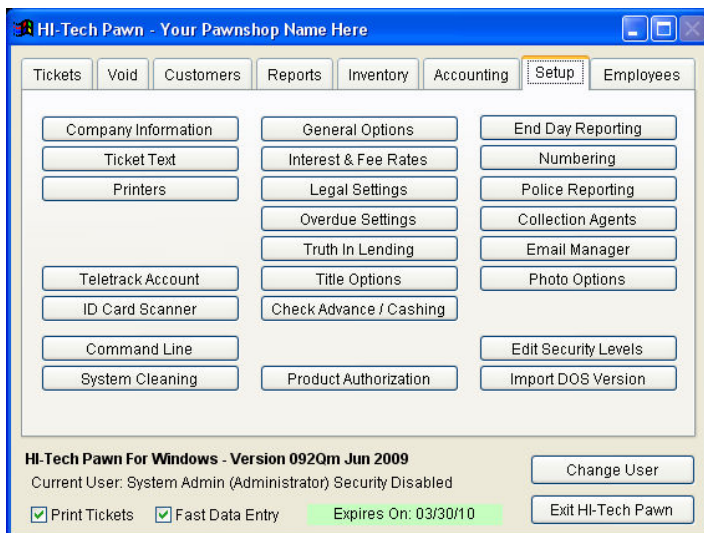 HI-Tech Pawn - Your Pawnshop Name Here
Tickets Void Customers Reports Inventory Accounting Setup Employees
Company Information General Options End Day Reporting
Ticket Text Interest & Fee Rates Numbering
Printers Legal Settings Police Reporting
Overdue Settings Collection Agents
Truth In Lending Email Manager
Teletrack Account Title Options Photo Options
ID Card Scanner Check Advance / Cashing
Command Line Edit Security Levels
System Cleaning Product Authorization Import DOS Version
HI-Tech Pawn For Windows - Version 092Qm Jun 2009
Change User
Current User: System Admin (Administrator) Security Disabled
Print Tickets Fast Data Entry Expires On: 03/30/10 Exit HI-Tech Pawn